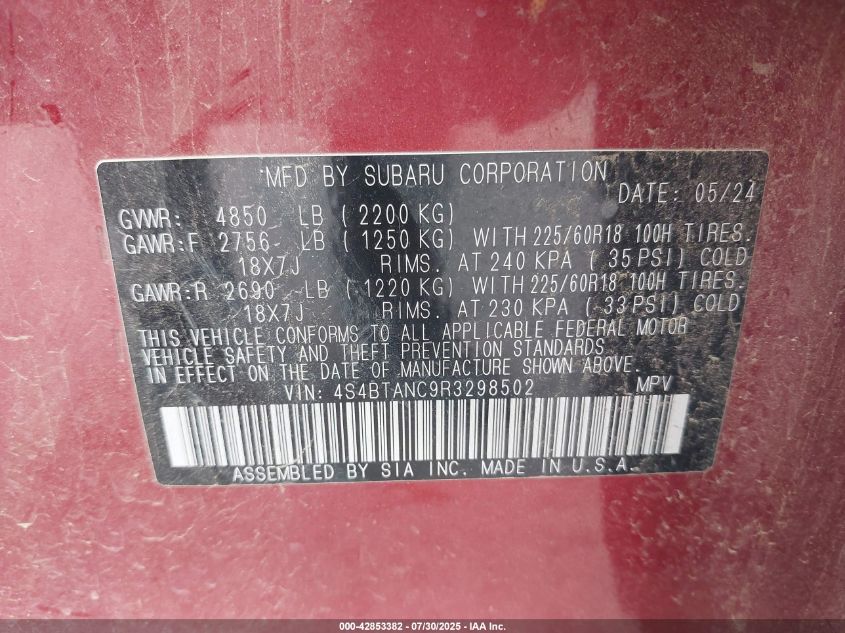 MFD BY SUBARU CORPORATION
DATE: 05/24
GVWR: 4850 LB ( 2200 KG)
GAWR:F 2756 LB ( 1250 KG) WITH 225/60R18 100H TIRES.
18X7J RIMS. AT 240 KPA ( 35 PSI) COLD
GAWR:R 2690 LB ( 1220 KG) WITH 225/60R18 100H TIRES.
18X7J RIMS. AT 230 KPA ( 33 PSI) COLD
THIS VEHICLE CONFORMS TO ALL APPLICABLE FEDERAL MOTOR
VEHICLE SAFETY AND THEFT PREVENTION STANDARDS
IN EFFECT ON THE DATE OF MANUFACTURE SHOWN ABOVE.
VIN: 4S4BTANC9R3298502 MPV
ASSEMBLED BY SIA INC. MADE IN U.S.A.
000-42853382 - 07/30/2025 - IAA Inc.